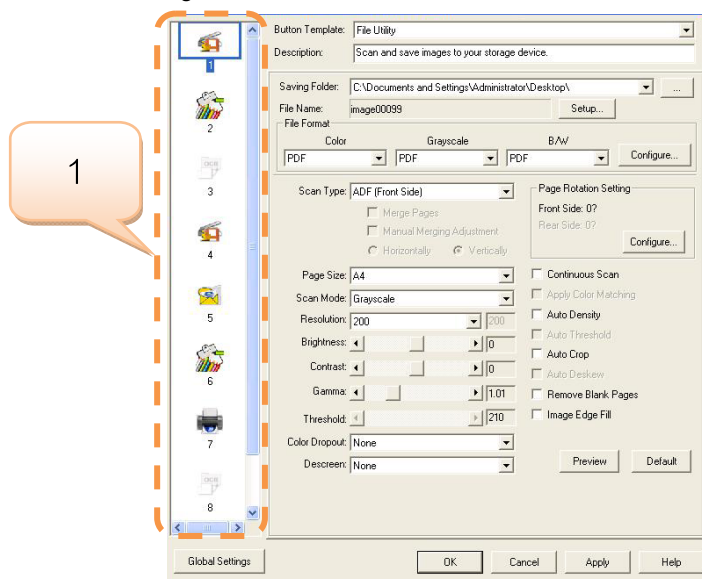 1
1
2
OCR
3
4
5
6
7
OCR
8
Button Template: File Utility
Description: Scan and save images to your storage device.
Saving Folder: C:\Documents and Settings\Administrator\Desktop\ ...
File Name: image00099 Setup...
File Format
Color Grayscale B/W
PDF PDF PDF Configure...
Scan Type: ADF (Front Side)
Merge Pages
Manual Merging Adjustment
Horizontally Vertically
Page Rotation Setting
Front Side: 0?
Rear Side: 0?
Configure...
Page Size: A4
Scan Mode: Grayscale
Resolution: 200 200
Brightness: 0
Contrast: 0
Gamma: 1.01
Threshold: 210
Color Dropout: None
Descreen: None
Continuous Scan
Apply Color Matching
Auto Density
Auto Threshold
Auto Crop
Auto Deskew
Remove Blank Pages
Image Edge Fill
Preview Default
Global Settings OK Cancel Apply Help